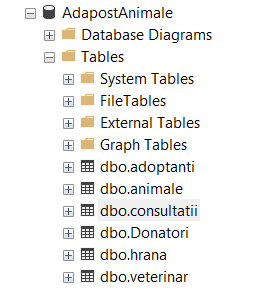 AdapostAnimale
Database Diagrams
Tables
System Tables
FileTables
External Tables
Graph Tables
dbo.adoptanti
dbo.animale
dbo.consultatii
dbo.Donatori
dbo.hrana
dbo.veterinar